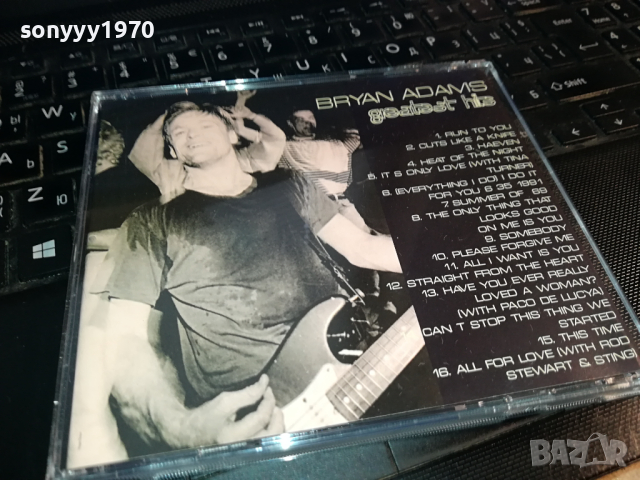 sonyyy1970
BRYAN ADAMS
greatest hits
1. RUN TO YOU
2. CUTS LIKE A KNIFE
3. HAEVEN
4. HEAT OF THE NIGHT
5. IT S ONLY LOVE (WITH TINA
TURNER)
6. (EVERYTHING I DO) I DO IT
FOR YOU 6 35 1991
7 SUMMER OF 69
8. THE ONLY THING THAT
LOOKS GOOD
ON ME IS YOU
9. SOMEBODY
10. PLEASE FORGIVE ME
11. ALL I WANT IS YOU
12. STRAIGHT FROM THE HEART
13. HAVE YOU EVER REALLY
LOVED A WOMAN?
(WITH PACO DE LUCYA)
CAN T STOP THIS THING WE
STARTED
15. THIS TIME
16. ALL FOR LOVE (WITH ROD
STEWART & STING)
BAZAR
bg